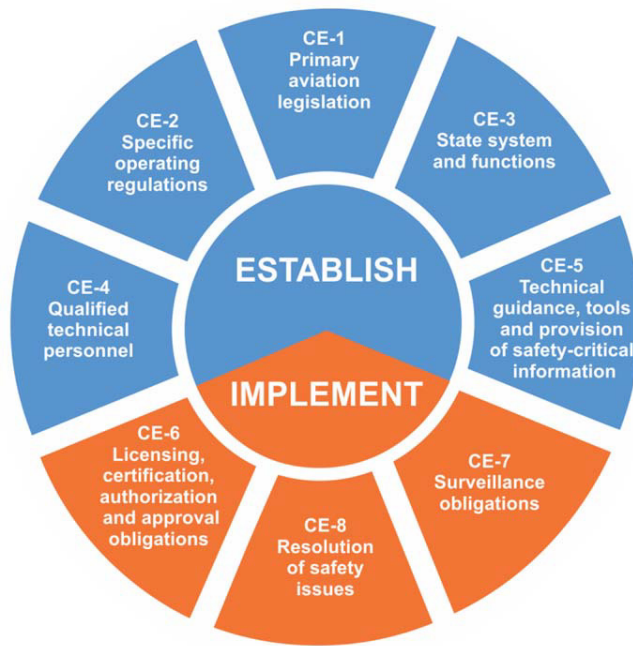 CE-1
Primary
aviation
legislation
CE-2
Specific
operating
regulations
CE-3
State system
and functions
CE-4
Qualified
technical
personnel
ESTABLISH
CE-5
Technical
guidance, tools
and provision
of safety-critical
information
IMPLEMENT
CE-6
Licensing,
certification,
authorization
and approval
obligations
CE-7
Surveillance
obligations
CE-8
Resolution
of safety
issues